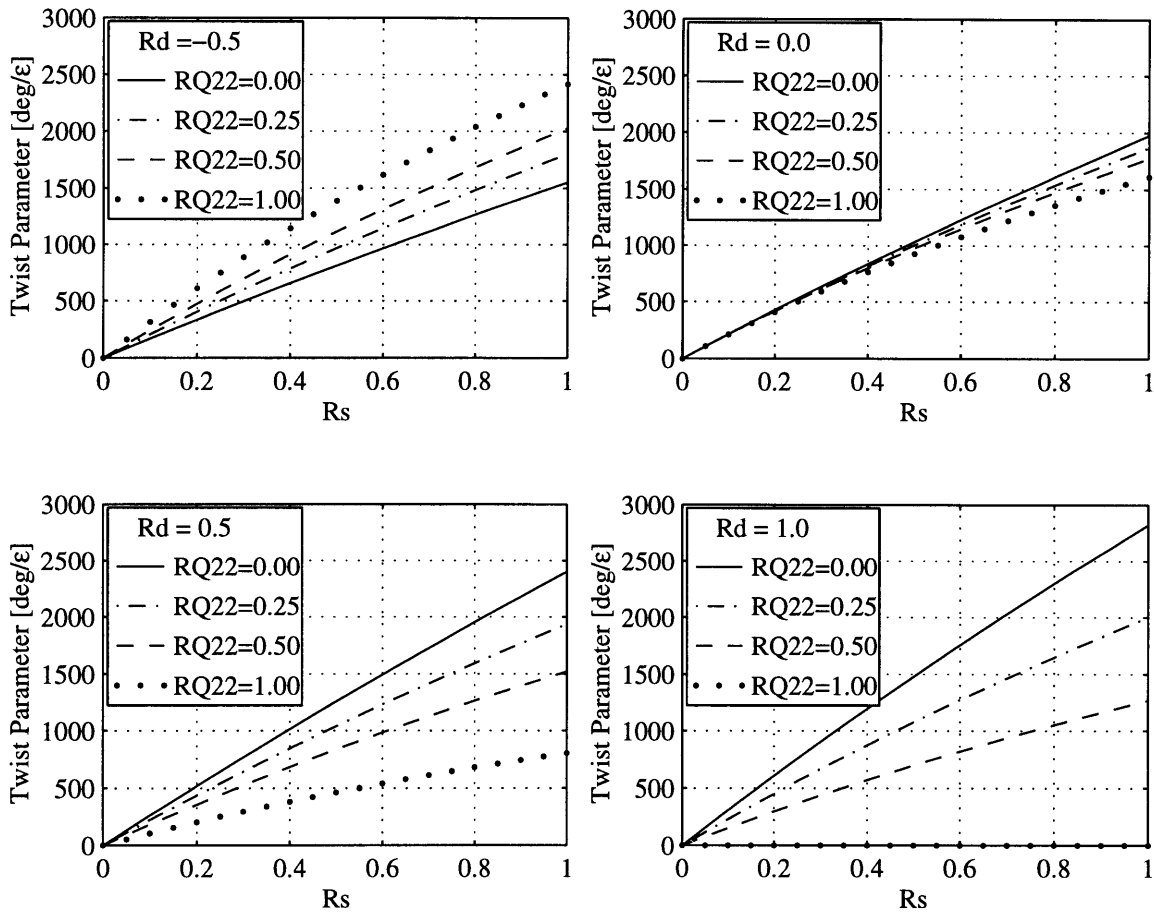 3000
2500
2000
1500
1000
500
0
Twist Parameter [deg/ε]
Rd =−0.5
RQ22=0.00
RQ22=0.25
RQ22=0.50
RQ22=1.00
0 0.2 0.4 0.6 0.8 1
Rs
3000
2500
2000
1500
1000
500
0
Twist Parameter [deg/ε]
Rd = 0.0
RQ22=0.00
RQ22=0.25
RQ22=0.50
RQ22=1.00
0 0.2 0.4 0.6 0.8 1
Rs
3000
2500
2000
1500
1000
500
0
Twist Parameter [deg/ε]
Rd = 0.5
RQ22=0.00
RQ22=0.25
RQ22=0.50
RQ22=1.00
0 0.2 0.4 0.6 0.8 1
Rs
3000
2500
2000
1500
1000
500
0
Twist Parameter [deg/ε]
Rd = 1.0
RQ22=0.00
RQ22=0.25
RQ22=0.50
RQ22=1.00
0 0.2 0.4 0.6 0.8 1
Rs